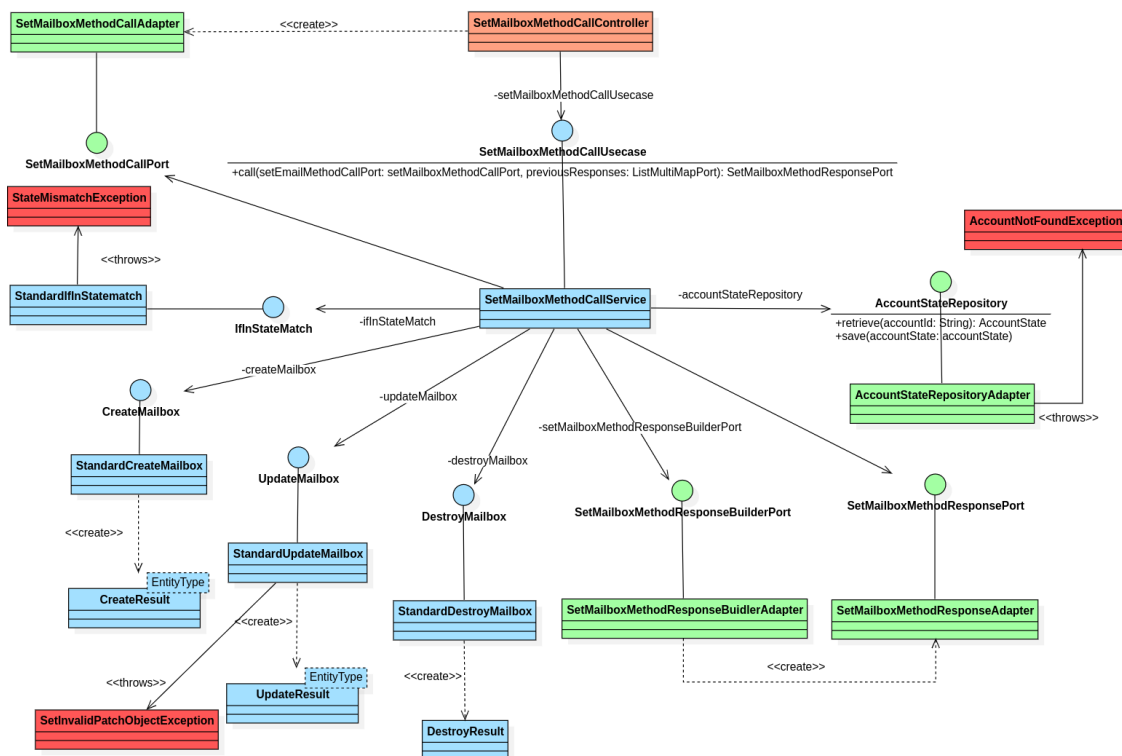 SetMailboxMethodCallAdapter
<<create>>
SetMailboxMethodCallController
-setMailboxMethodCallUsecase
SetMailboxMethodCallPort
SetMailboxMethodCallUsecase
+call(setEmailMethodCallPort: setMailboxMethodCallPort, previousResponses: ListMultiMapPort): SetMailboxMethodResponsePort
StateMismatchException
AccountNotFoundException
<<throws>>
StandardIfInStatematch
IfInStateMatch
-ifInStateMatch
SetMailboxMethodCallService
-accountStateRepository
AccountStateRepository
+retrieve(accountId: String): AccountState
+save(accountState: accountState)
-createMailbox
CreateMailbox
-updateMailbox
AccountStateRepositoryAdapter
<<throws>>
-setMailboxMethodResponseBuilderPort
StandardCreateMailbox
UpdateMailbox
-destroyMailbox
DestroyMailbox
SetMailboxMethodResponseBuilderPort
SetMailboxMethodResponsePort
<<create>>
StandardUpdateMailbox
EntityType
CreateResult
<<create>>
StandardDestroyMailbox
SetMailboxMethodResponseBuidlerAdapter
SetMailboxMethodResponseAdapter
<<create>>
<<throws>>
EntityType
UpdateResult
<<create>>
SetInvalidPatchObjectException
DestroyResult